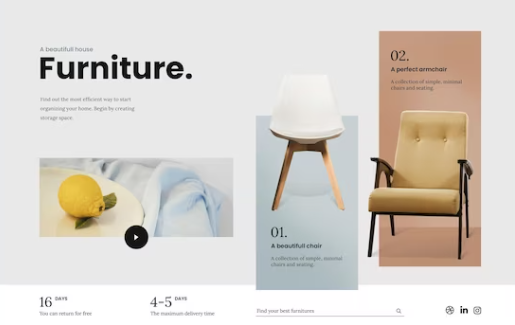 A beautifull house
Furniture.
Find out the most efficient way to start
organising your home. Begin by creating
storage space.
02.
A perfect armchair
A collection of simple, minimal
chairs and seating.
01.
A beautifull chair
A collection of simple, minimal
chairs and seating.
16 DAYS
You can return for free
4-5 DAYS
The maximum delivery time
Find your best furnitures
in